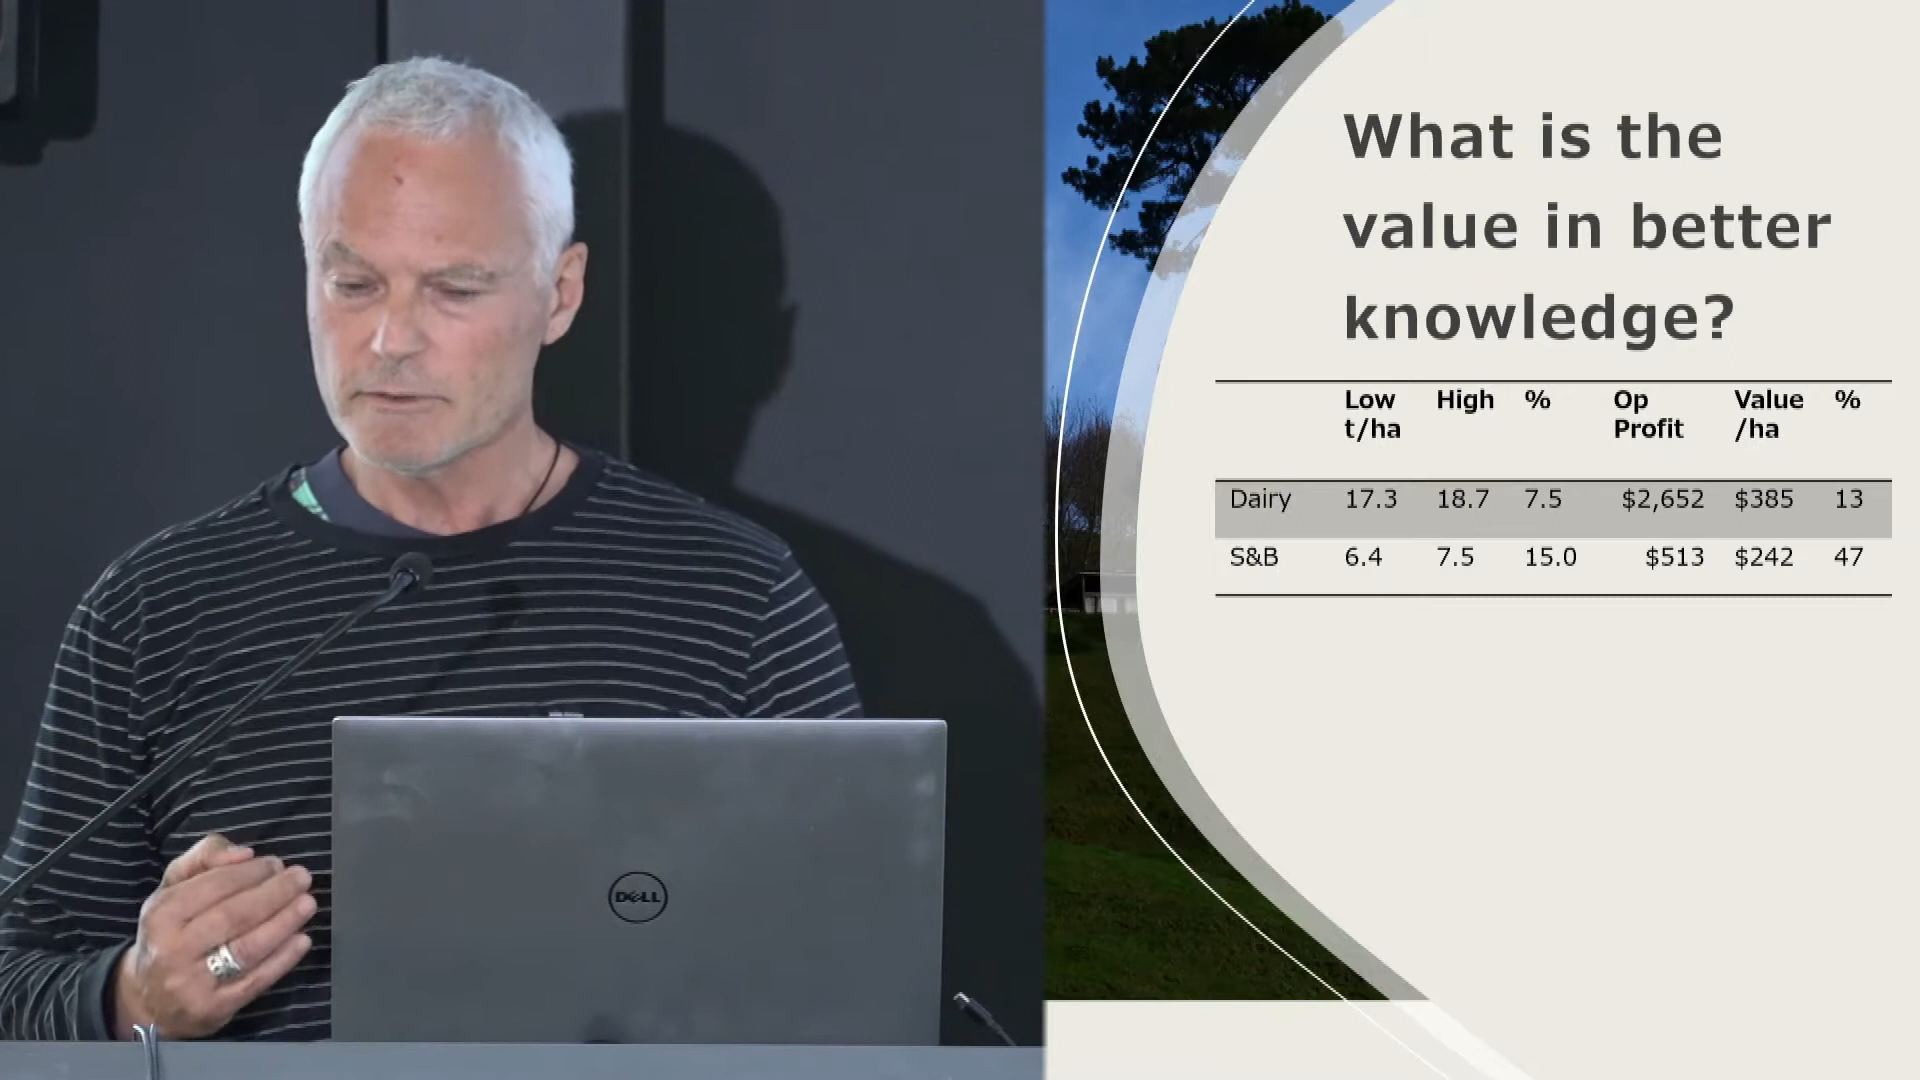 What is the
value in better
knowledge?
Low t/ha High % Op Profit Value /ha %
Dairy 17.3 18.7 7.5 $2,652 $385 13
S&B 6.4 7.5 15.0 $513 $242 47
DELL